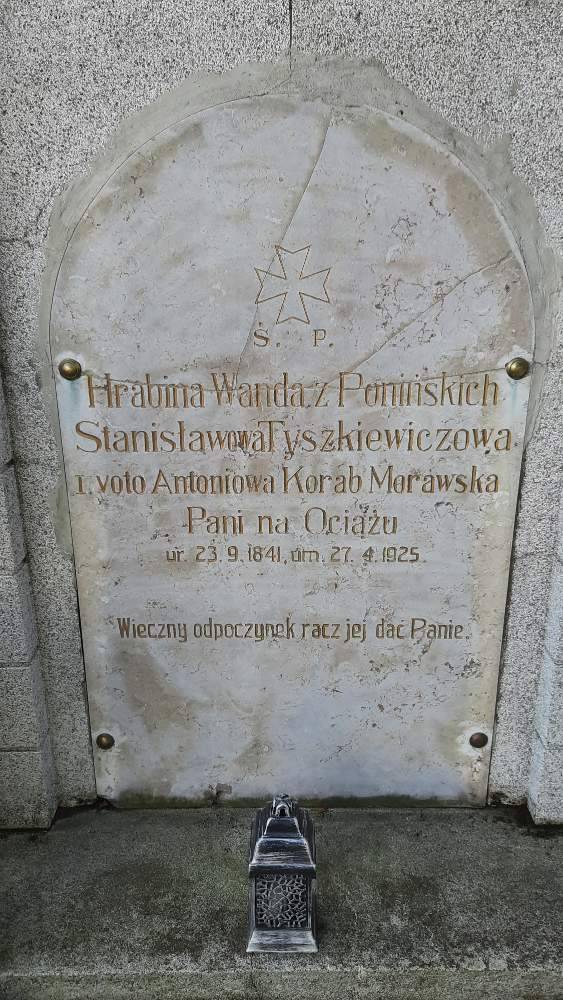 Ś. P.
Hrabina Wanda z Ponińskich
Stanisławowa Tyszkiewiczowa
1. voto Antoniowa Korab Morawska
Pani na Ociążu
ur. 23. 9. 1841, um. 27. 4. 1925.
Wieczny odpoczynek racz jej dać Panie.